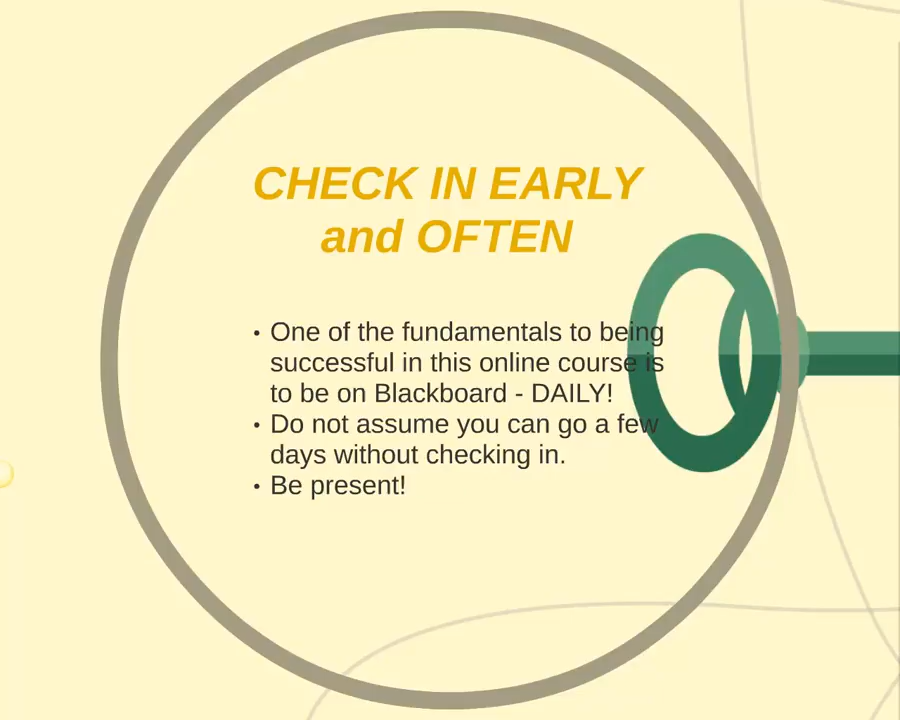 CHECK IN EARLY
and OFTEN
• One of the fundamentals to being
successful in this online course is
to be on Blackboard - DAILY!
• Do not assume you can go a few
days without checking in.
• Be present!